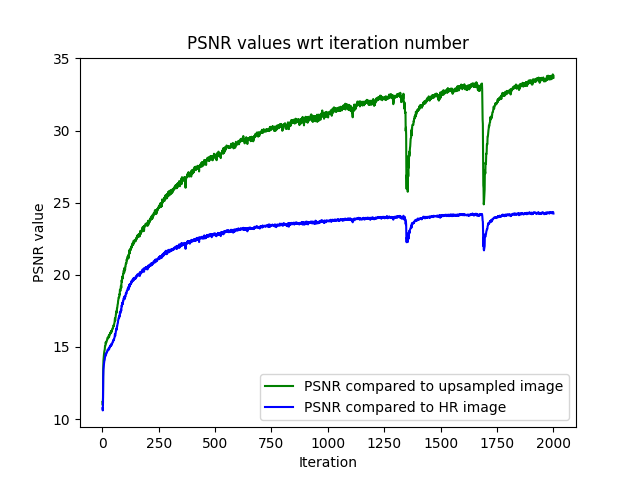 PSNR values wrt iteration number
PSNR value
35
30
25
20
15
10
PSNR compared to upsampled image
PSNR compared to HR image
0 250 500 750 1000 1250 1500 1750 2000
Iteration